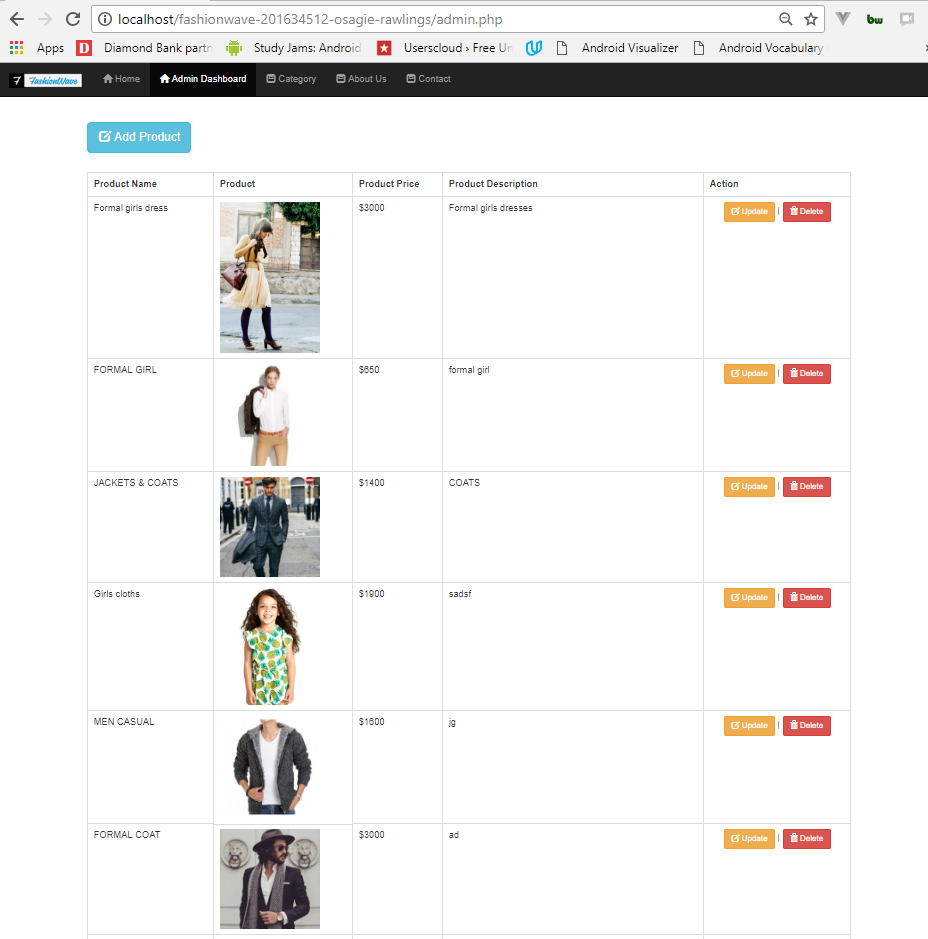 localhost/fashionwave-201634512-osagie-rawlings/admin.php
Apps D Diamond Bank partn Study Jams: Android Userscloud › Free Un Android Visualizer Android Vocabulary
7 FashionWave Home Admin Dashboard Category About Us Contact
Add Product
Product Name Product Product Price Product Description Action
Formal girls dress $3000 Formal girls dresses Update | Delete
FORMAL GIRL $650 formal girl Update | Delete
JACKETS & COATS $1400 COATS Update | Delete
Girls cloths $1900 sadsf Update | Delete
MEN CASUAL $1600 jg Update | Delete
FORMAL COAT $3000 ad Update | Delete